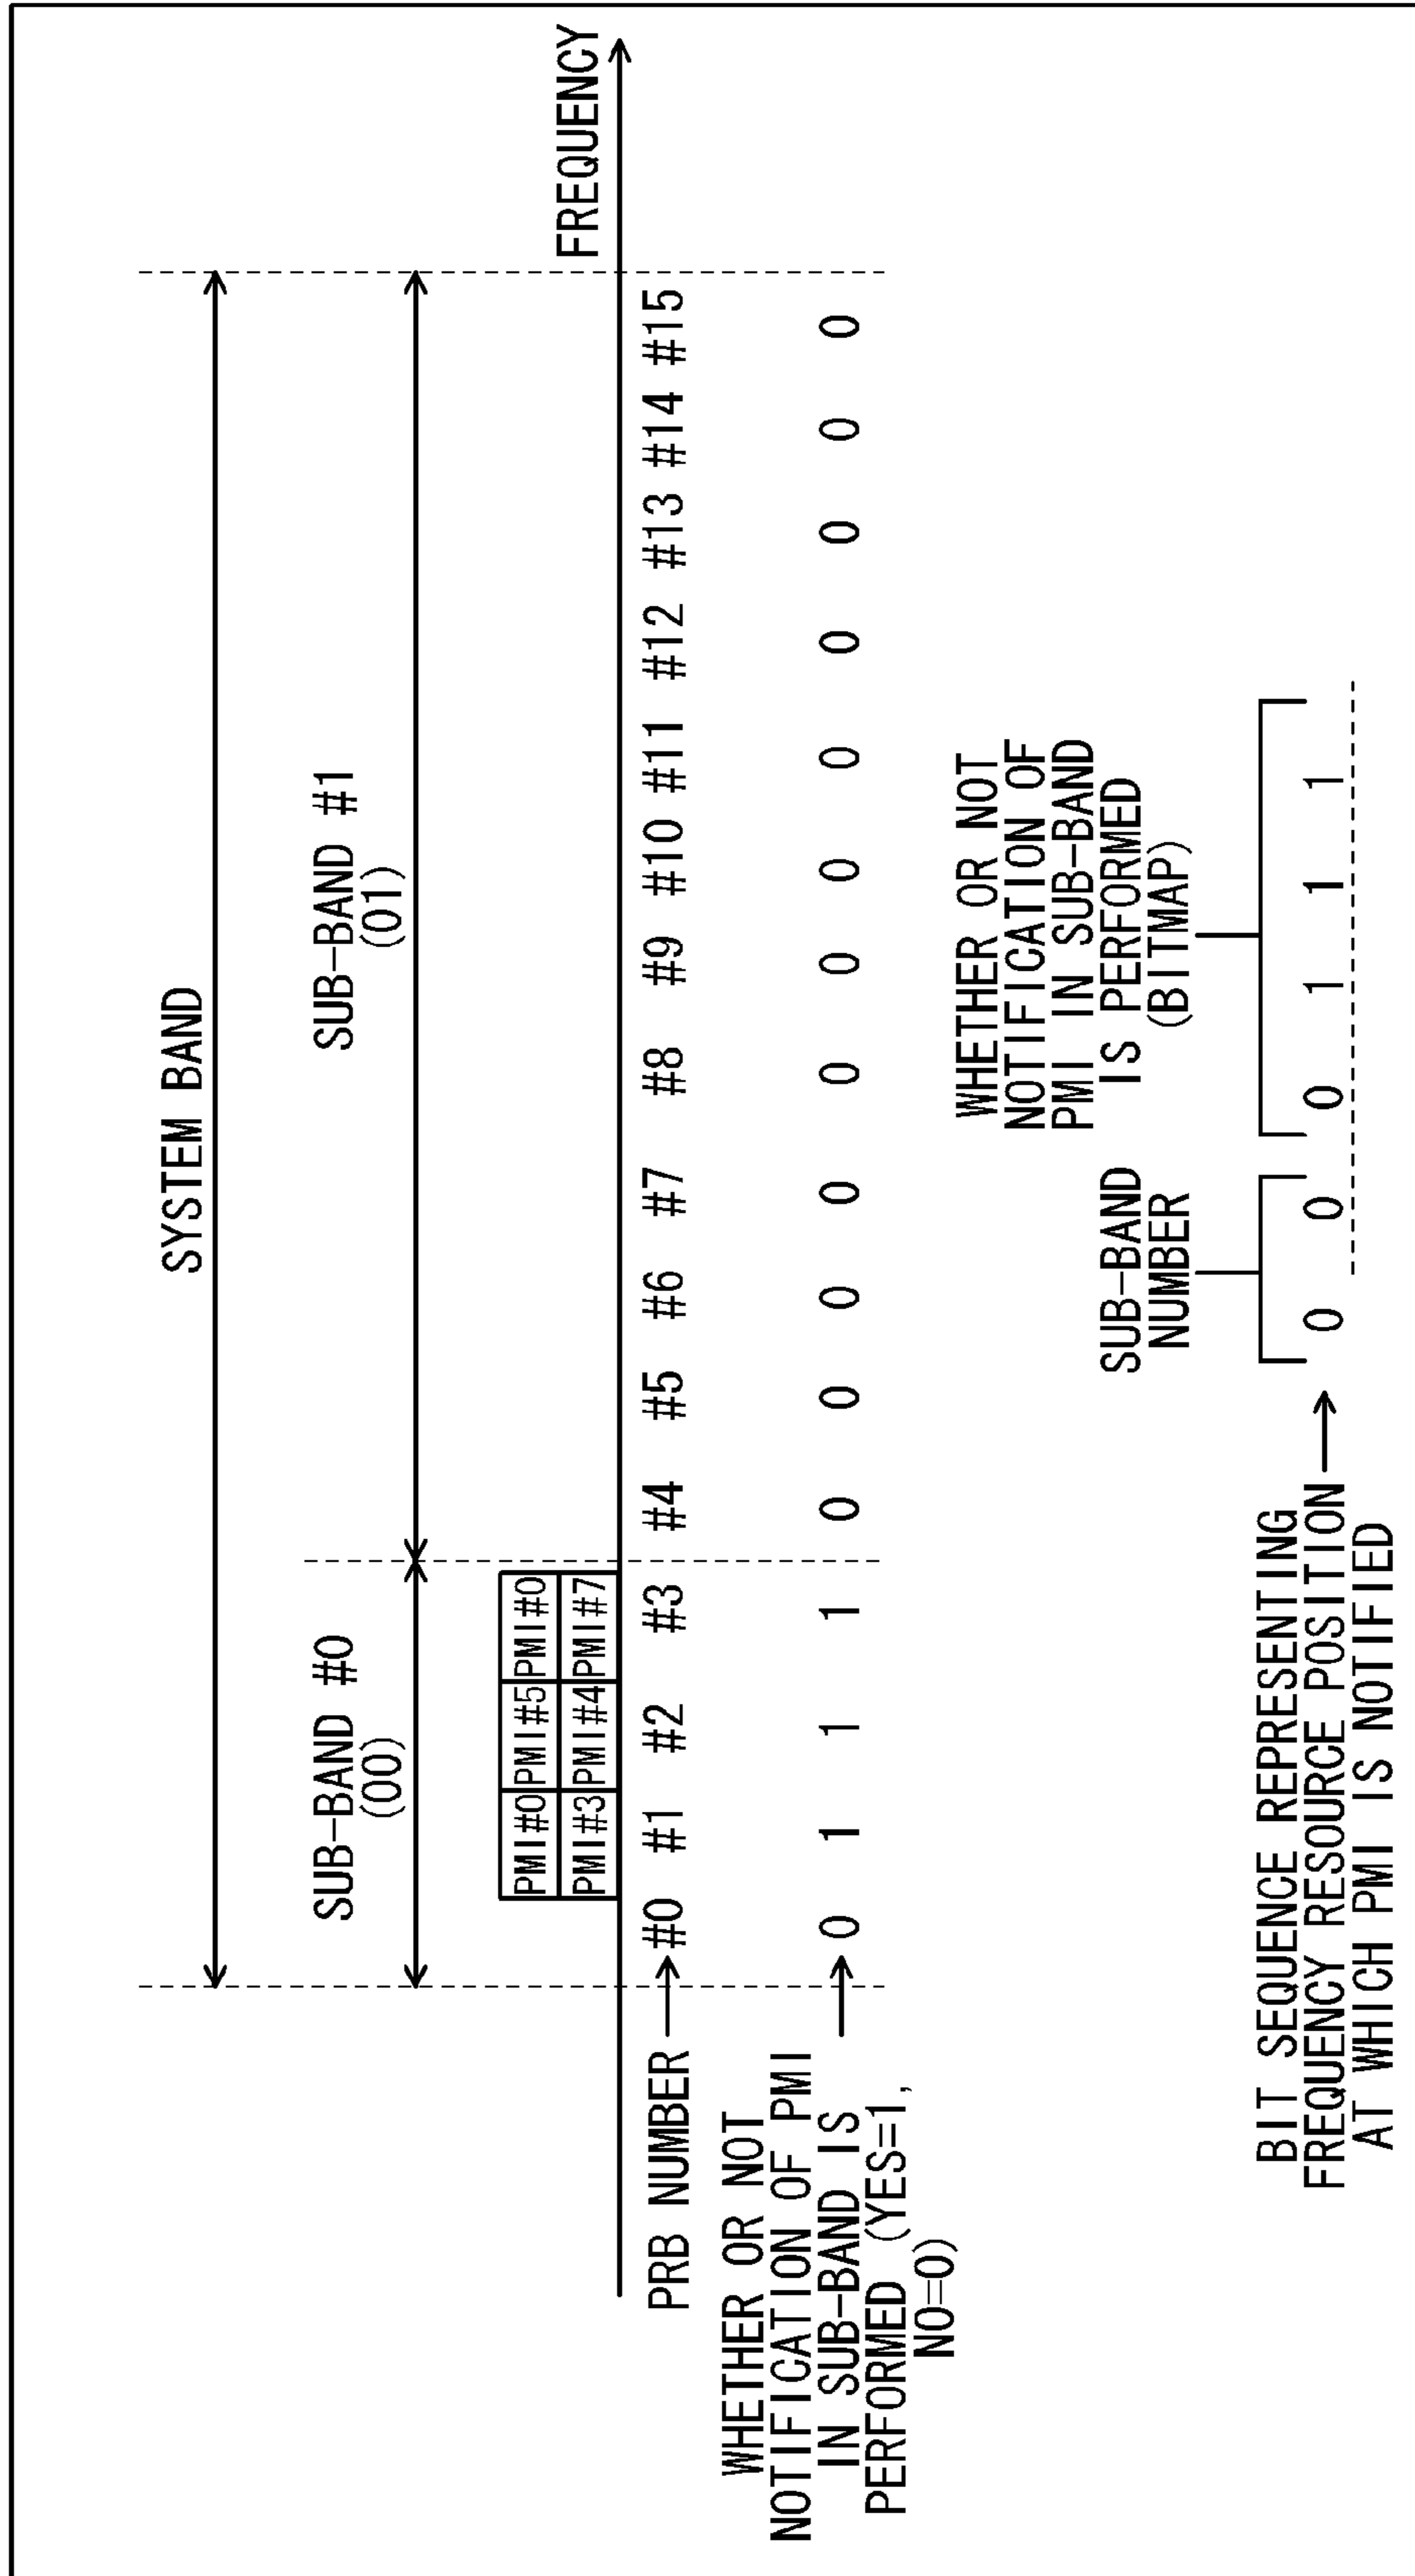 SYSTEM BAND
SUB-BAND #0
(00)
SUB-BAND #1
(01)
PMI#0 PMI#5 PMI#0
PMI#3 PMI#4 PMI#7
FREQUENCY
PRB NUMBER #0 #1 #2 #3 #4 #5 #6 #7 #8 #9 #10 #11 #12 #13 #14 #15
WHETHER OR NOT
NOTIFICATION OF PMI
IN SUB-BAND IS
PERFORMED (YES=1,
NO=0)
0 1 1 1 0 0 0 0 0 0 0 0 0 0 0 0
SUB-BAND
NUMBER
WHETHER OR NOT
NOTIFICATION OF
PMI IN SUB-BAND
IS PERFORMED
(BITMAP)
BIT SEQUENCE REPRESENTING
FREQUENCY RESOURCE POSITION
AT WHICH PMI IS NOTIFIED
0 0 0 1 1 1